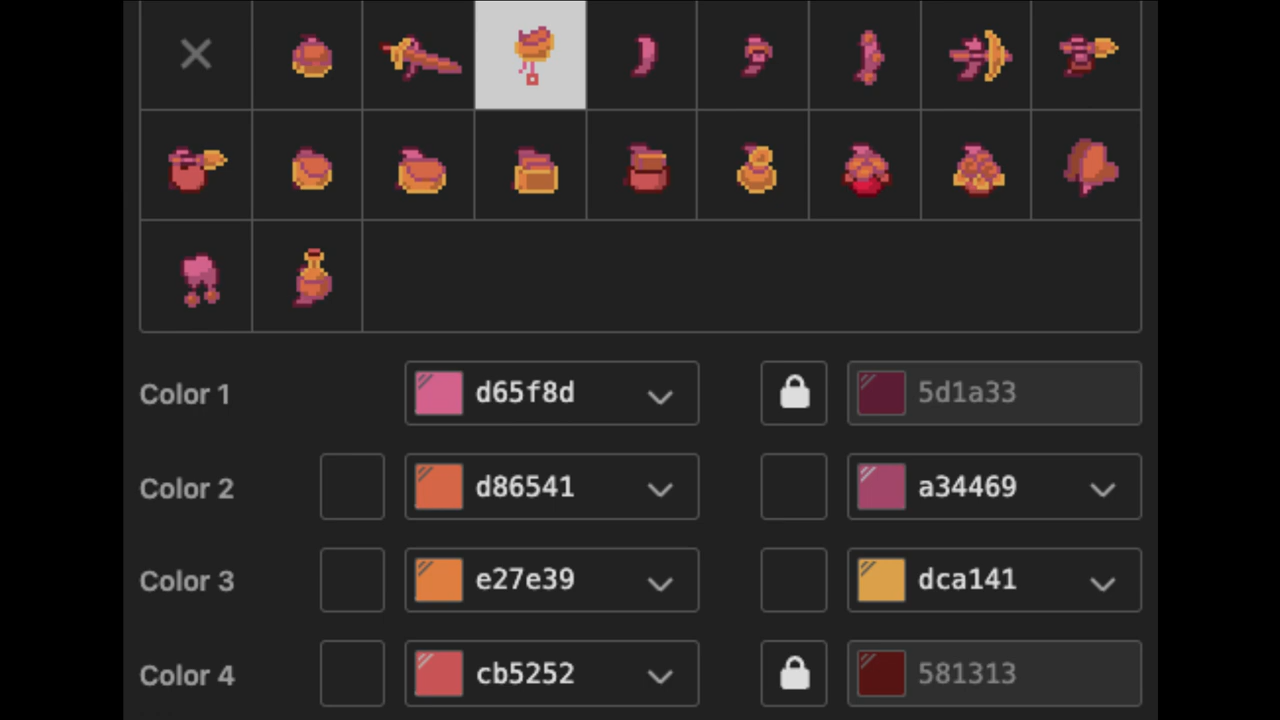 Color 1 d65f8d 5d1a33
Color 2 d86541 a34469
Color 3 e27e39 dca141
Color 4 cb5252 581313